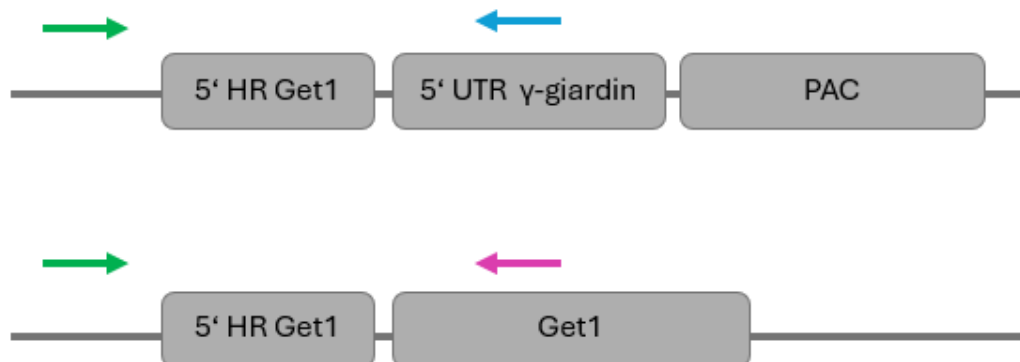 5‘ HR Get1
5‘ UTR γ-giardin
PAC
5‘ HR Get1
Get1